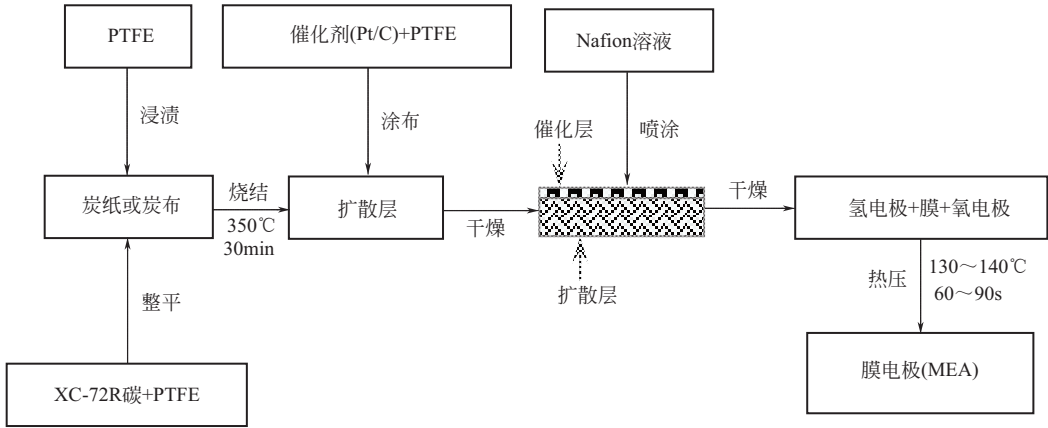 PTFE
催化剂(Pt/C)+PTFE
Nafion溶液
浸渍
涂布
催化层
喷涂
炭纸或炭布
烧结
350℃
30min
扩散层
干燥
干燥
氢电极+膜+氧电极
扩散层
热压
130～140℃
60～90s
整平
XC-72R碳+PTFE
膜电极(MEA)